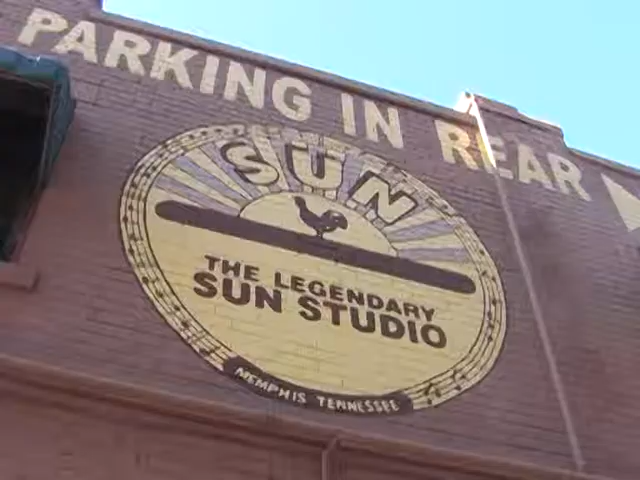 PARKING IN REAR
SUN
THE LEGENDARY
SUN STUDIO
MEMPHIS TENNESSEE